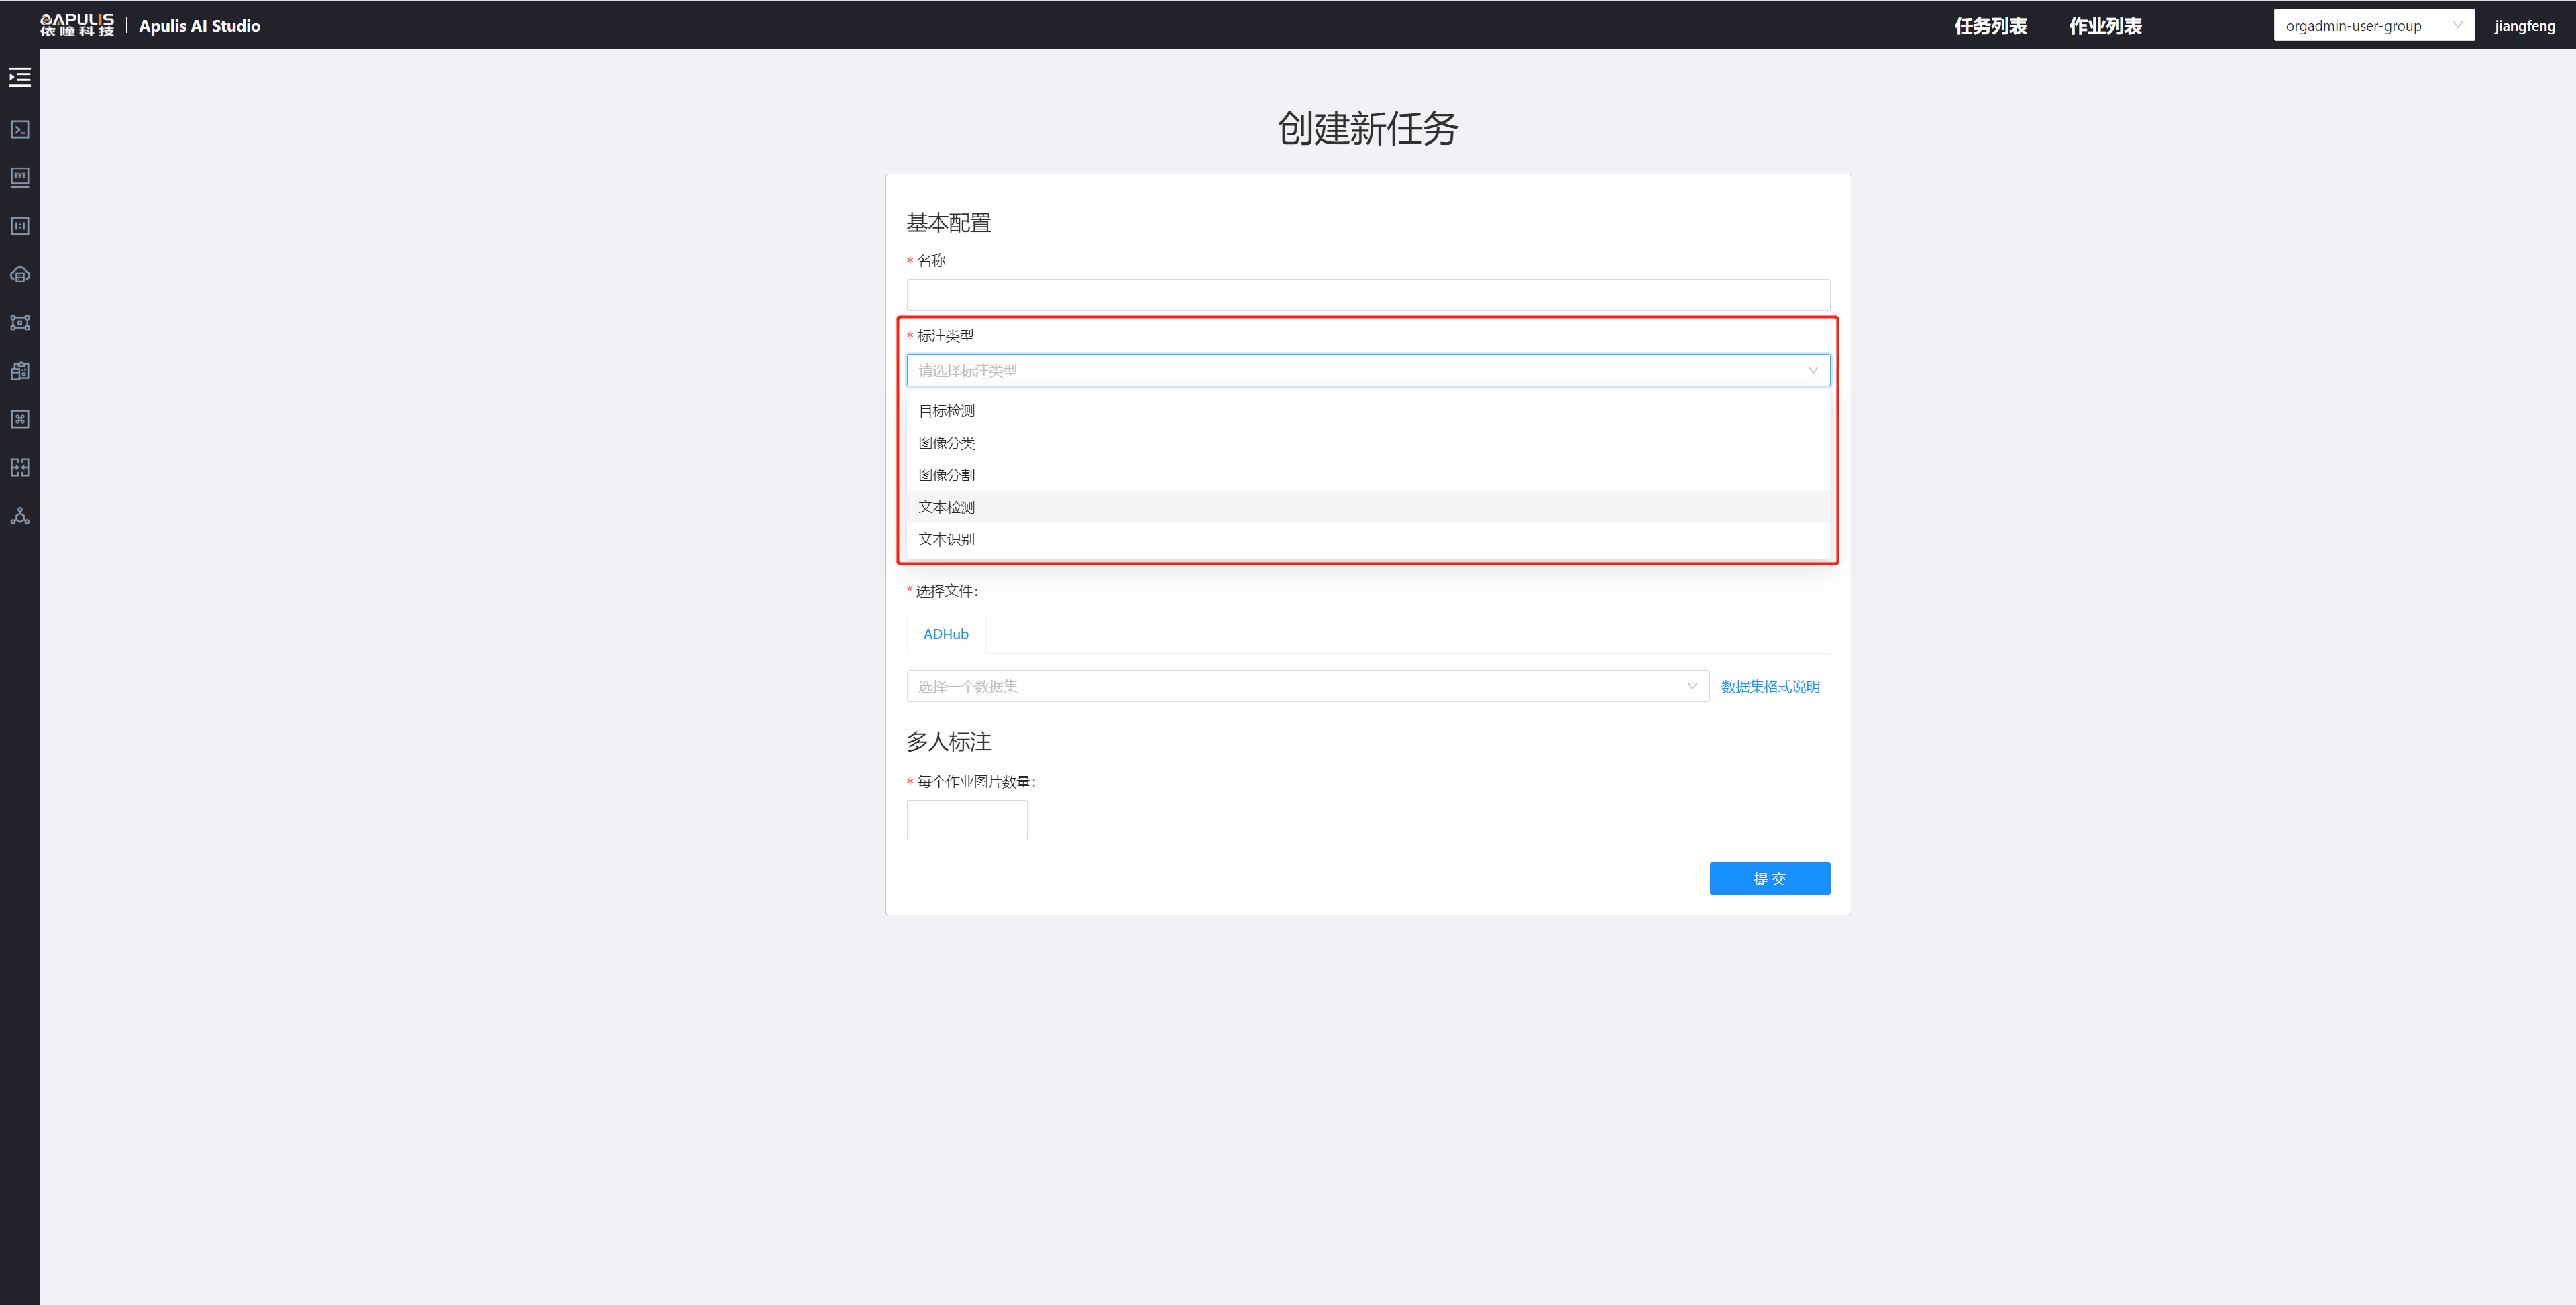 APULIS
依瞳科技
Apulis AI Studio
任务列表
作业列表
orgadmin-user-group
jiangfeng
创建新任务
基本配置
* 名称
* 标注类型
请选择标注类型
目标检测
图像分类
图像分割
文本检测
文本识别
* 选择文件:
ADHub
选择一个数据集
数据集格式说明
多人标注
* 每个作业图片数量:
提 交
EYE